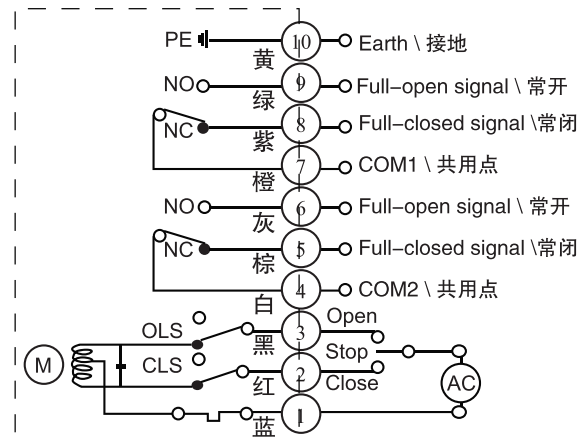 PE 10 Earth \ 接地
黄
NO 9 Full-open signal \ 常开
绿
NC 8 Full-closed signal \常闭
紫
7 COM1 \ 共用点
橙
NO 6 Full-open signal \ 常开
灰
NC 5 Full-closed signal \常闭
棕
4 COM2 \ 共用点
白
OLS 3 Open
黑
M CLS 2 Stop
红 Close AC
1
蓝